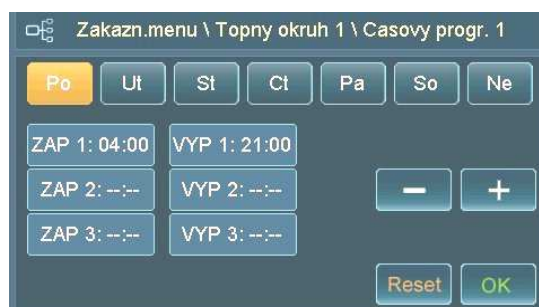 Zakazn.menu \ Topny okruh 1 \ Casovy progr. 1
Po Ut St Ct Pa So Ne
ZAP 1: 04:00 VYP 1: 21:00
ZAP 2: --:-- VYP 2: --:--
ZAP 3: --:-- VYP 3: --:--
− +
Reset OK